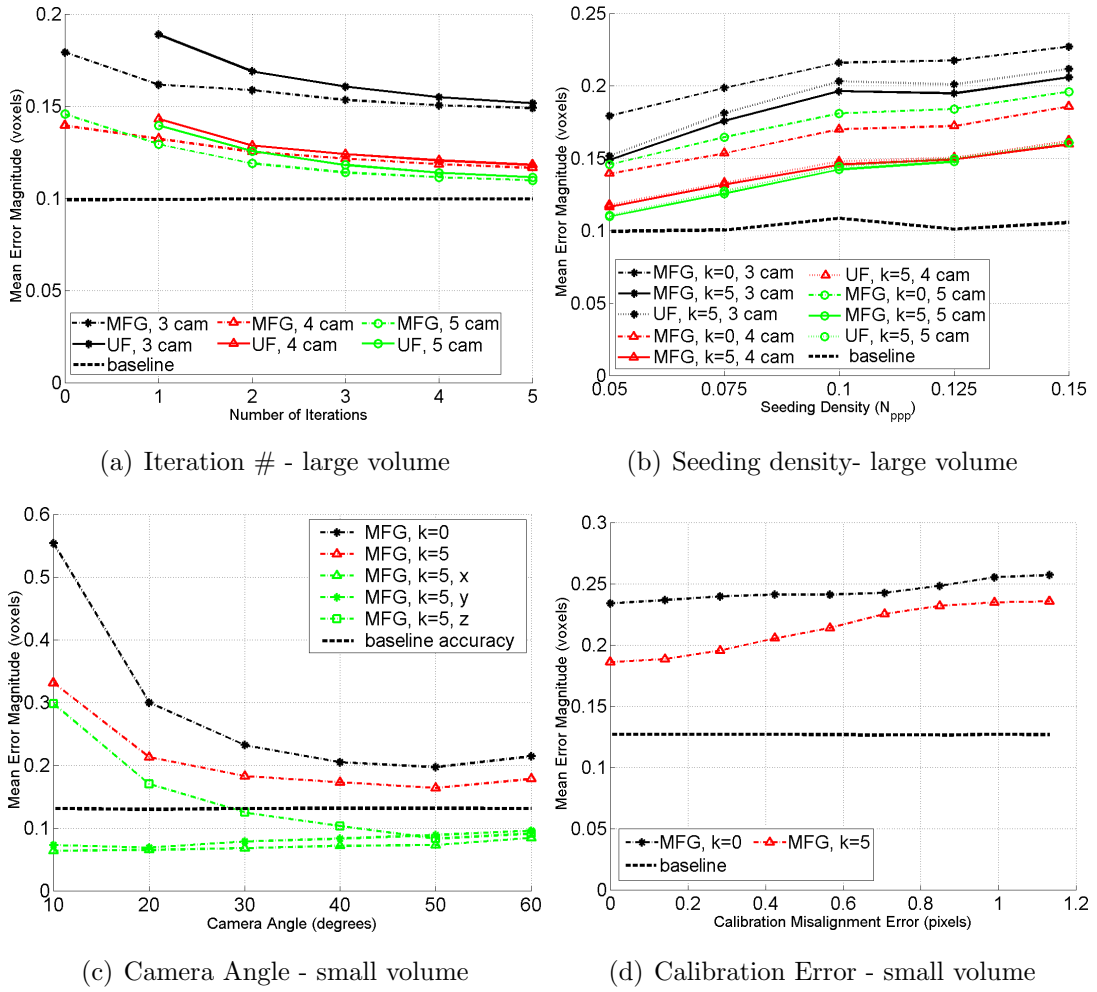 0.2
0.15
0.1
0.05
0
Mean Error Magnitude (voxels)
MFG, 3 cam
MFG, 4 cam
MFG, 5 cam
UF, 3 cam
UF, 4 cam
UF, 5 cam
baseline
0 1 2 3 4 5
Number of Iterations
(a) Iteration # - large volume
0.25
0.2
0.15
0.1
0.05
0
Mean Error Magnitude (voxels)
MFG, k=0, 3 cam
MFG, k=5, 3 cam
UF, k=5, 3 cam
MFG, k=0, 4 cam
MFG, k=5, 4 cam
UF, k=5, 4 cam
MFG, k=0, 5 cam
MFG, k=5, 5 cam
UF, k=5, 5 cam
baseline
0.05 0.075 0.1 0.125 0.15
Seeding Density (Nppp)
(b) Seeding density- large volume
0.6
0.5
0.4
0.3
0.2
0.1
0
Mean Error Magnitude (voxels)
MFG, k=0
MFG, k=5
MFG, k=5, x
MFG, k=5, y
MFG, k=5, z
baseline accuracy
10 20 30 40 50 60
Camera Angle (degrees)
(c) Camera Angle - small volume
0.3
0.25
0.2
0.15
0.1
0.05
0
Mean Error Magnitude (voxels)
MFG, k=0
MFG, k=5
baseline
0 0.2 0.4 0.6 0.8 1 1.2
Calibration Misalignment Error (pixels)
(d) Calibration Error - small volume